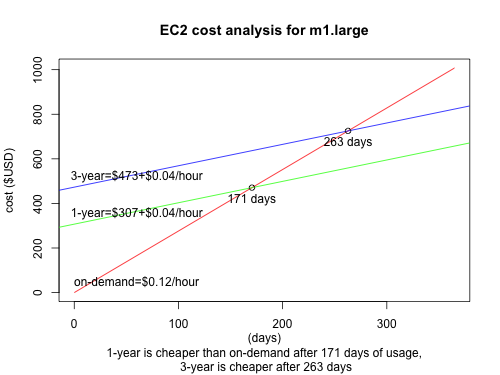 EC2 cost analysis for m1.large
cost ($USD)
1000
800
600
400
200
0
3-year=$473+$0.04/hour
1-year=$307+$0.04/hour
on-demand=$0.12/hour
263 days
171 days
0 100 200 300
(days)
1-year is cheaper than on-demand after 171 days of usage,
3-year is cheaper after 263 days